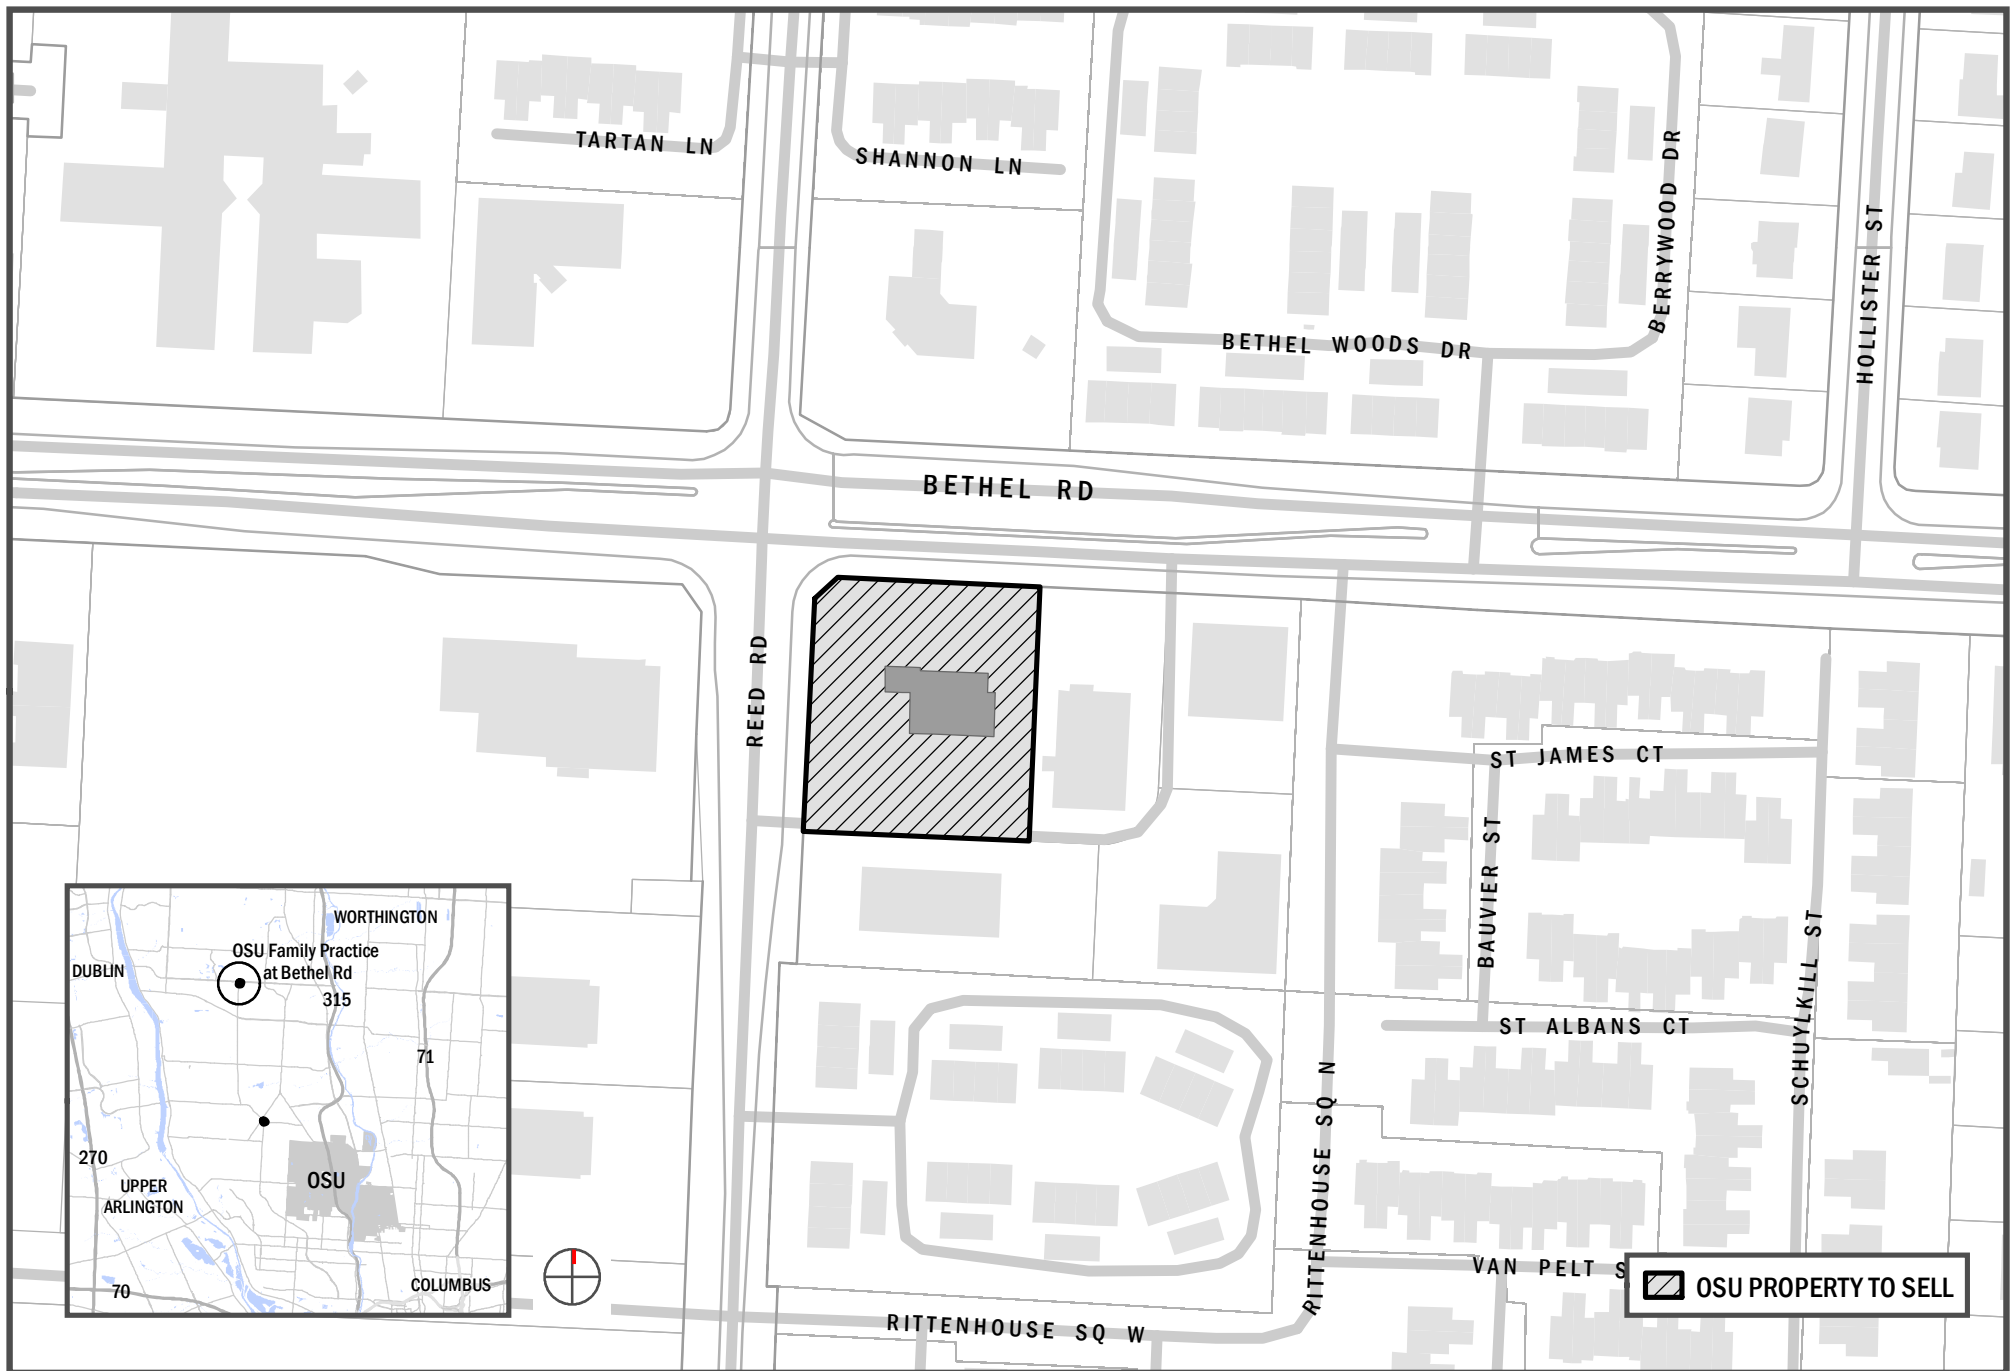 TARTAN LN
SHANNON LN
BERRYWOOD DR
HOLLISTER ST
BETHEL WOODS DR
BETHEL RD
REED RD
ST JAMES CT
BAUVIER ST
SCHUYLKILL ST
ST ALBANS CT
RITTENHOUSE SQ N
VAN PELT S
RITTENHOUSE SQ W
WORTHINGTON
OSU Family Practice
at Bethel Rd
DUBLIN
315
71
270
UPPER
ARLINGTON
OSU
70
COLUMBUS
OSU PROPERTY TO SELL